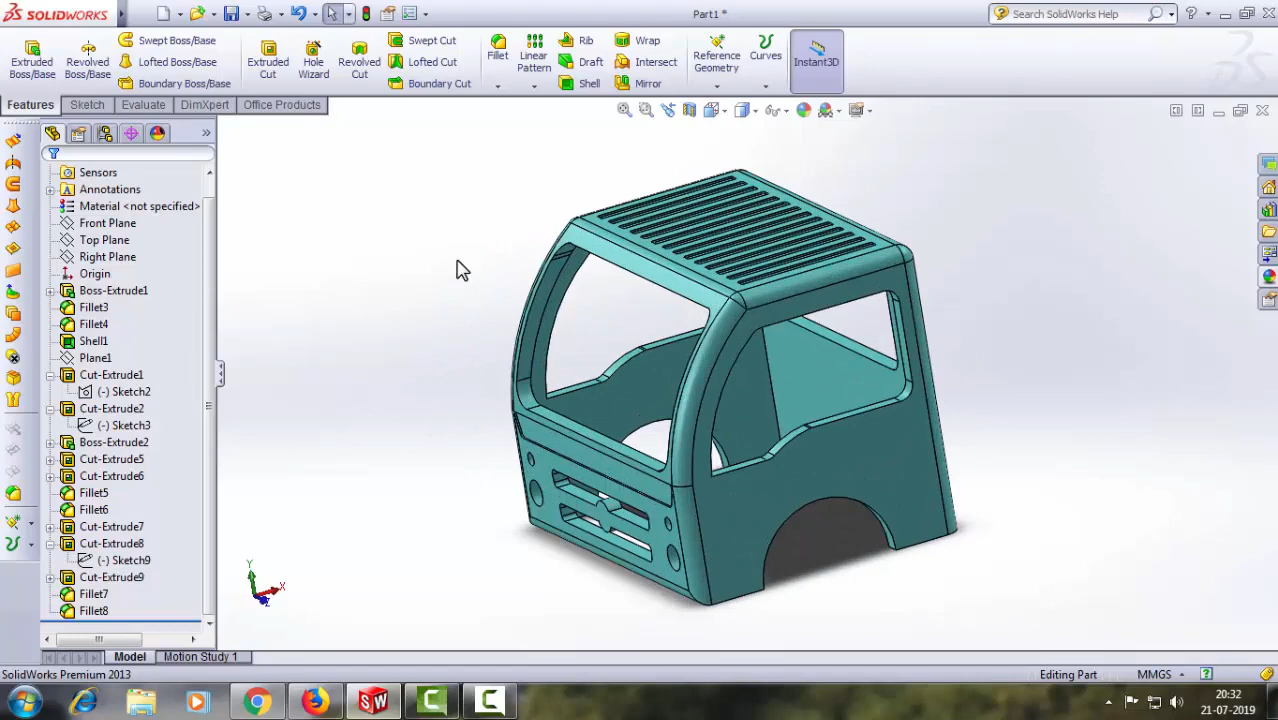 SOLIDWORKS
Part1 *
Search SolidWorks Help
Extruded Boss/Base
Revolved Boss/Base
Swept Boss/Base
Lofted Boss/Base
Boundary Boss/Base
Extruded Cut
Hole Wizard
Revolved Cut
Swept Cut
Lofted Cut
Boundary Cut
Fillet
Linear Pattern
Rib
Draft
Shell
Wrap
Intersect
Mirror
Reference Geometry
Curves
Instant3D
Features Sketch Evaluate DimXpert Office Products
Sensors
Annotations
Material <not specified>
Front Plane
Top Plane
Right Plane
Origin
Boss-Extrude1
Fillet3
Fillet4
Shell1
Plane1
Cut-Extrude1
(-) Sketch2
Cut-Extrude2
(-) Sketch3
Boss-Extrude2
Cut-Extrude5
Cut-Extrude6
Fillet5
Fillet6
Cut-Extrude7
Cut-Extrude8
(-) Sketch9
Cut-Extrude9
Fillet7
Fillet8
Y
X
Z
Model Motion Study 1
SolidWorks Premium 2013
Editing Part
MMGS
20:32
21-07-2019